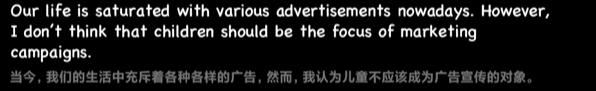 Our life is saturated with various advertisements nowadays. However,
I don't think that children should be the focus of marketing
campaigns.
当今，我们的生活中充斥着各种各样的广告，然而，我认为儿童不应该成为广告宣传的对象。